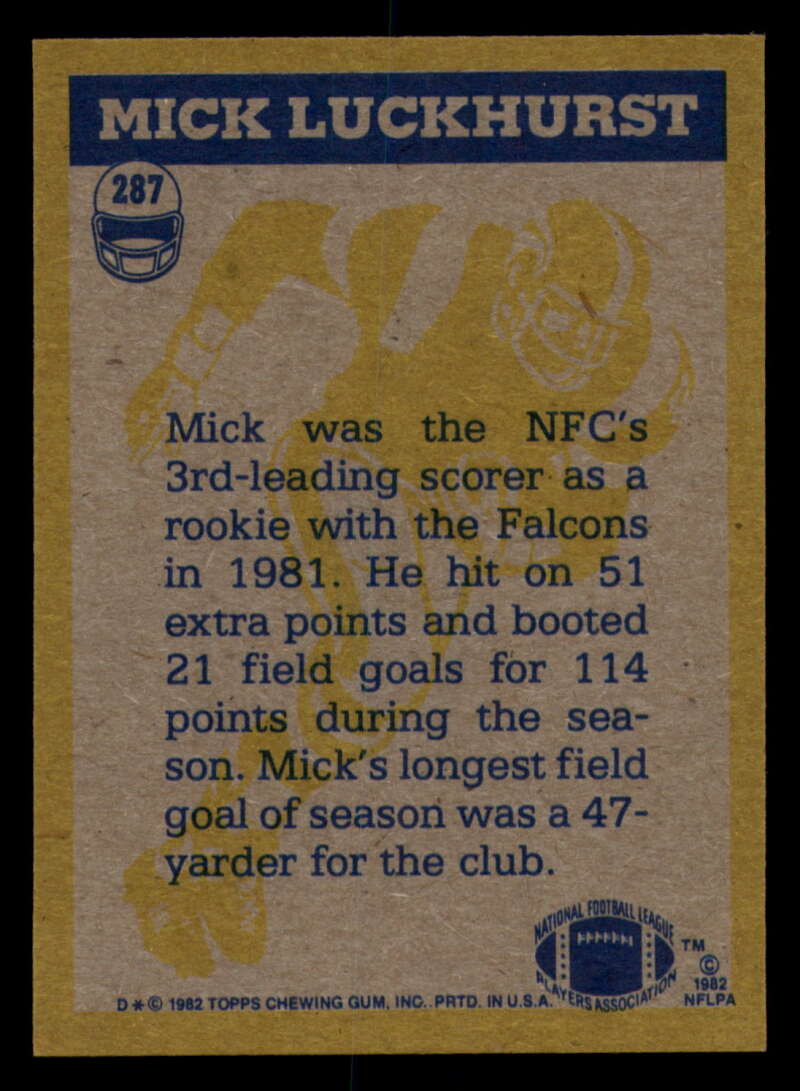 MICK LUCKHURST
287
Mick was the NFC's
3rd-leading scorer as a
rookie with the Falcons
in 1981. He hit on 51
extra points and booted
21 field goals for 114
points during the sea-
son. Mick's longest field
goal of season was a 47-
yarder for the club.
NATIONAL FOOTBALL LEAGUE
PLAYERS ASSOCIATION
TM
©
1982
NFLPA
D*© 1982 TOPPS CHEWING GUM, INC. PRTD. IN U.S.A.